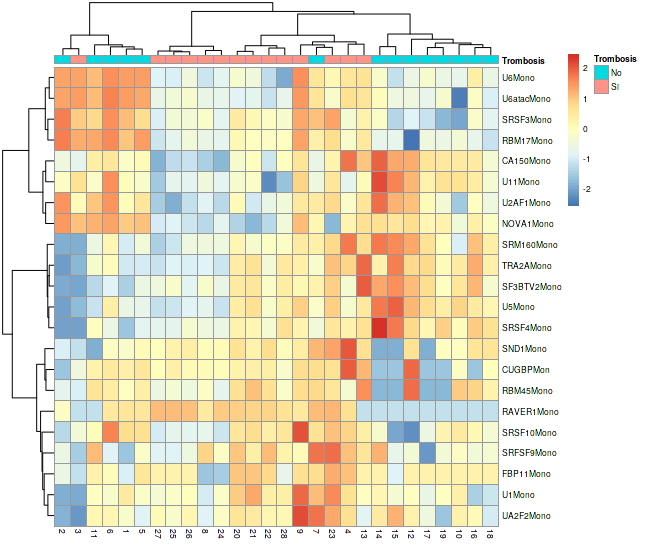 Trombosis
Trombosis
No
SI
2
1
0
-1
-2
U6Mono
U6atacMono
SRSF3Mono
RBM17Mono
CA150Mono
U11Mono
U2AF1Mono
NOVA1Mono
SRM160Mono
TRA2AMono
SF3BTV2Mono
U5Mono
SRSF4Mono
SND1Mono
CUGBPMon
RBM45Mono
RAVER1Mono
SRSF10Mono
SRFSF9Mono
FBP11Mono
U1Mono
UA2F2Mono
2 3 11 6 1 5 27 25 26 8 24 20 21 22 28 9 7 23 4 13 14 15 12 17 19 10 16 18